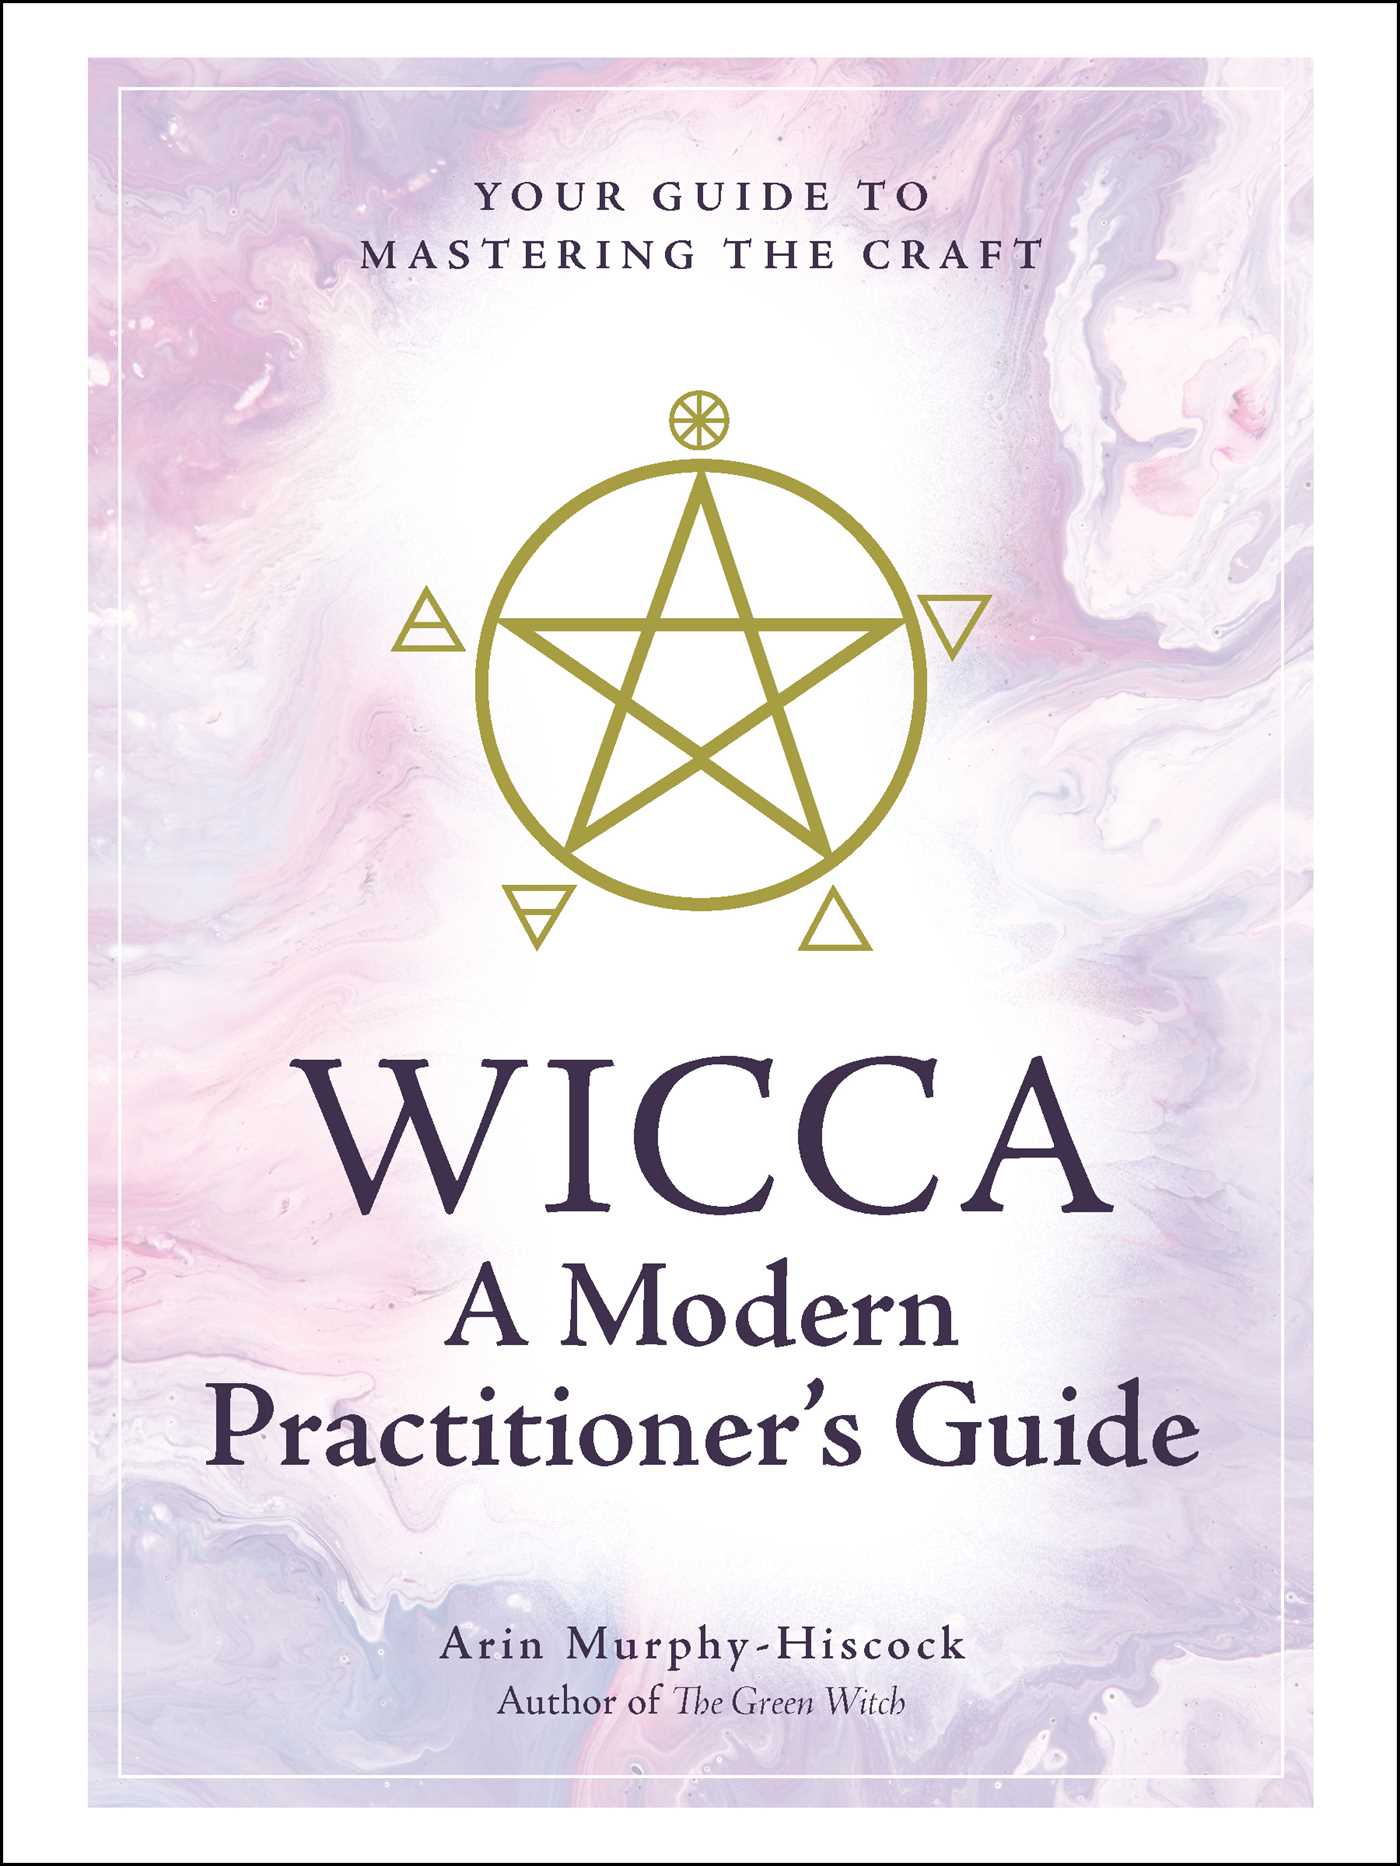 YOUR GUIDE TO
MASTERING THE CRAFT
WICCA
A Modern
Practitioner’s Guide
Arin Murphy-Hiscock
Author of The Green Witch